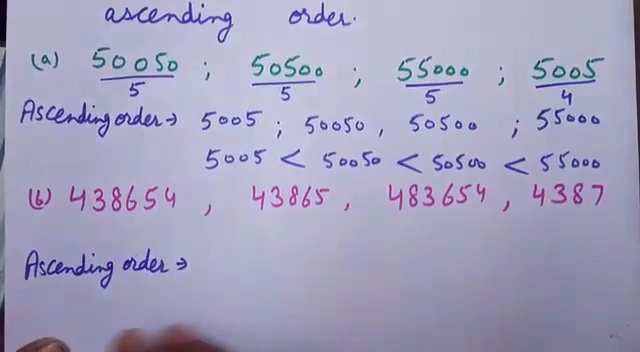 ascending order.
(a) 50050 ; 50500 ; 55000 ; 5005
5 5 5 4
Ascending order → 5005 ; 50050 , 50500 ; 55000
5005 < 50050 < 50500 < 55000
(b) 438654 , 43865 , 483654 , 4387
Ascending order →